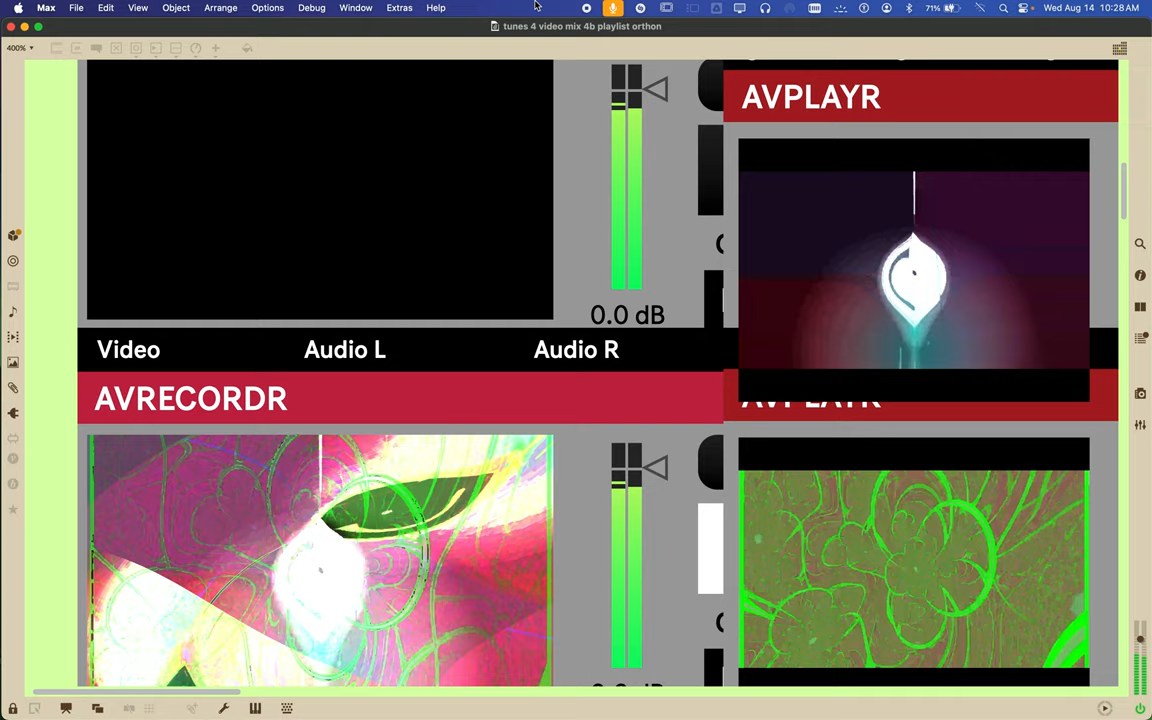 Max File Edit View Object Arrange Options Debug Window Extras Help
71% Wed Aug 14 10:28 AM
tunes 4 video mix 4b playlist orthon
400%
AVPLAYR
0.0 dB
Video Audio L Audio R
AVRECORDR